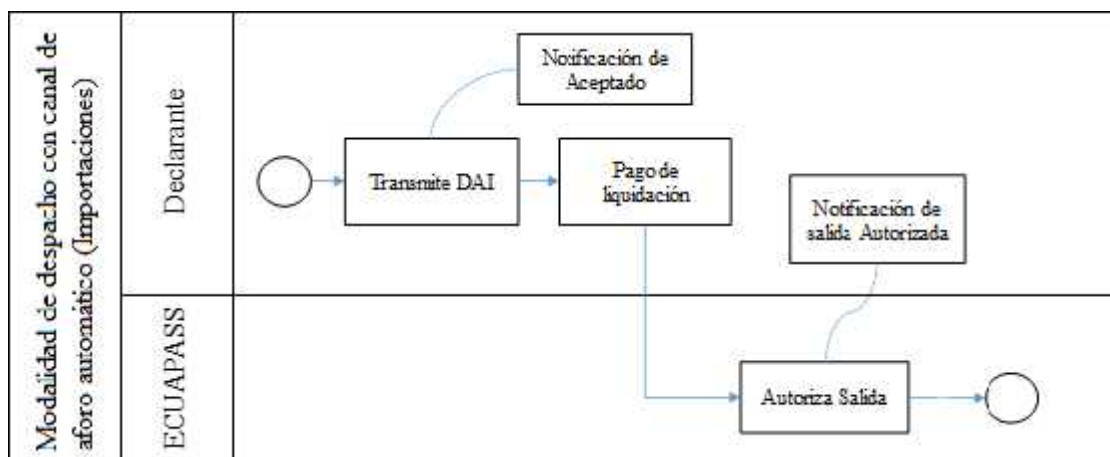 Modalidad de despacho con canal de
aforo automático (Importaciones)
Declarante
Notificación de
Aceptado
Transmite DAI
Pago de
liquidación
Notificación de
salida Autorizada
ECUAPASS
Autoriza Salida